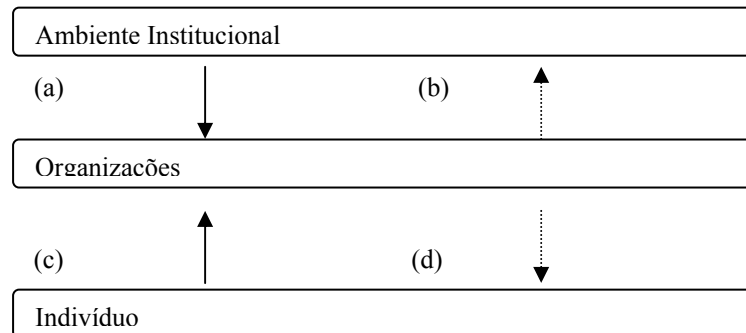 Ambiente Institucional
(a) (b)
Organizações
(c) (d)
Indivíduo